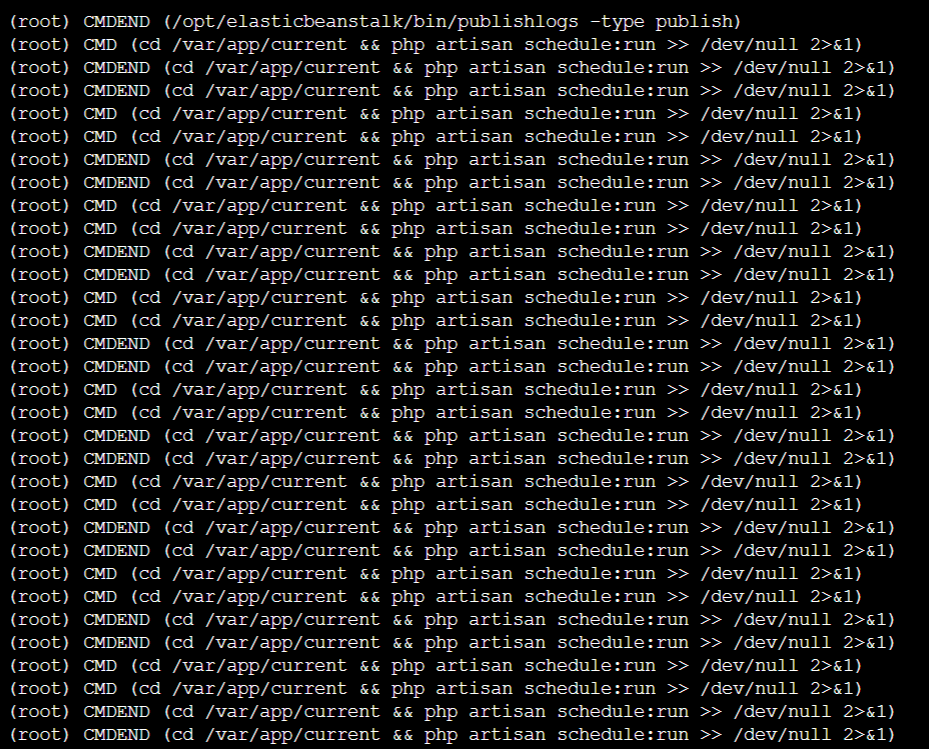 (root) CMDEND (/opt/elasticbeanstalk/bin/publishlogs -type publish)
(root) CMD (cd /var/app/current && php artisan schedule:run >> /dev/null 2>&1)
(root) CMDEND (cd /var/app/current && php artisan schedule:run >> /dev/null 2>&1)
(root) CMDEND (cd /var/app/current && php artisan schedule:run >> /dev/null 2>&1)
(root) CMD (cd /var/app/current && php artisan schedule:run >> /dev/null 2>&1)
(root) CMD (cd /var/app/current && php artisan schedule:run >> /dev/null 2>&1)
(root) CMDEND (cd /var/app/current && php artisan schedule:run >> /dev/null 2>&1)
(root) CMDEND (cd /var/app/current && php artisan schedule:run >> /dev/null 2>&1)
(root) CMD (cd /var/app/current && php artisan schedule:run >> /dev/null 2>&1)
(root) CMD (cd /var/app/current && php artisan schedule:run >> /dev/null 2>&1)
(root) CMDEND (cd /var/app/current && php artisan schedule:run >> /dev/null 2>&1)
(root) CMDEND (cd /var/app/current && php artisan schedule:run >> /dev/null 2>&1)
(root) CMD (cd /var/app/current && php artisan schedule:run >> /dev/null 2>&1)
(root) CMD (cd /var/app/current && php artisan schedule:run >> /dev/null 2>&1)
(root) CMDEND (cd /var/app/current && php artisan schedule:run >> /dev/null 2>&1)
(root) CMDEND (cd /var/app/current && php artisan schedule:run >> /dev/null 2>&1)
(root) CMD (cd /var/app/current && php artisan schedule:run >> /dev/null 2>&1)
(root) CMD (cd /var/app/current && php artisan schedule:run >> /dev/null 2>&1)
(root) CMDEND (cd /var/app/current && php artisan schedule:run >> /dev/null 2>&1)
(root) CMDEND (cd /var/app/current && php artisan schedule:run >> /dev/null 2>&1)
(root) CMD (cd /var/app/current && php artisan schedule:run >> /dev/null 2>&1)
(root) CMD (cd /var/app/current && php artisan schedule:run >> /dev/null 2>&1)
(root) CMDEND (cd /var/app/current && php artisan schedule:run >> /dev/null 2>&1)
(root) CMDEND (cd /var/app/current && php artisan schedule:run >> /dev/null 2>&1)
(root) CMD (cd /var/app/current && php artisan schedule:run >> /dev/null 2>&1)
(root) CMD (cd /var/app/current && php artisan schedule:run >> /dev/null 2>&1)
(root) CMDEND (cd /var/app/current && php artisan schedule:run >> /dev/null 2>&1)
(root) CMDEND (cd /var/app/current && php artisan schedule:run >> /dev/null 2>&1)
(root) CMD (cd /var/app/current && php artisan schedule:run >> /dev/null 2>&1)
(root) CMD (cd /var/app/current && php artisan schedule:run >> /dev/null 2>&1)
(root) CMDEND (cd /var/app/current && php artisan schedule:run >> /dev/null 2>&1)
(root) CMDEND (cd /var/app/current && php artisan schedule:run >> /dev/null 2>&1)